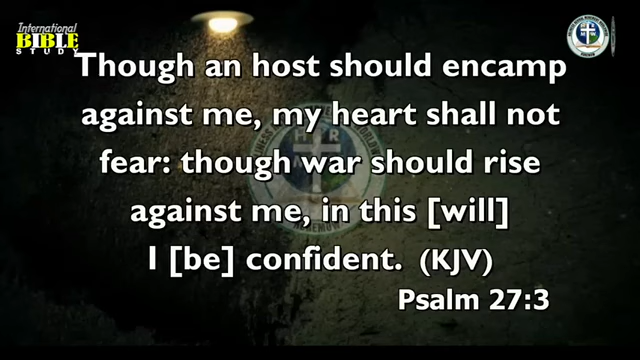 International
BIBLE
STUDY
Though an host should encamp
against me, my heart shall not
fear: though war should rise
against me, in this [will]
I [be] confident. (KJV)
Psalm 27:3